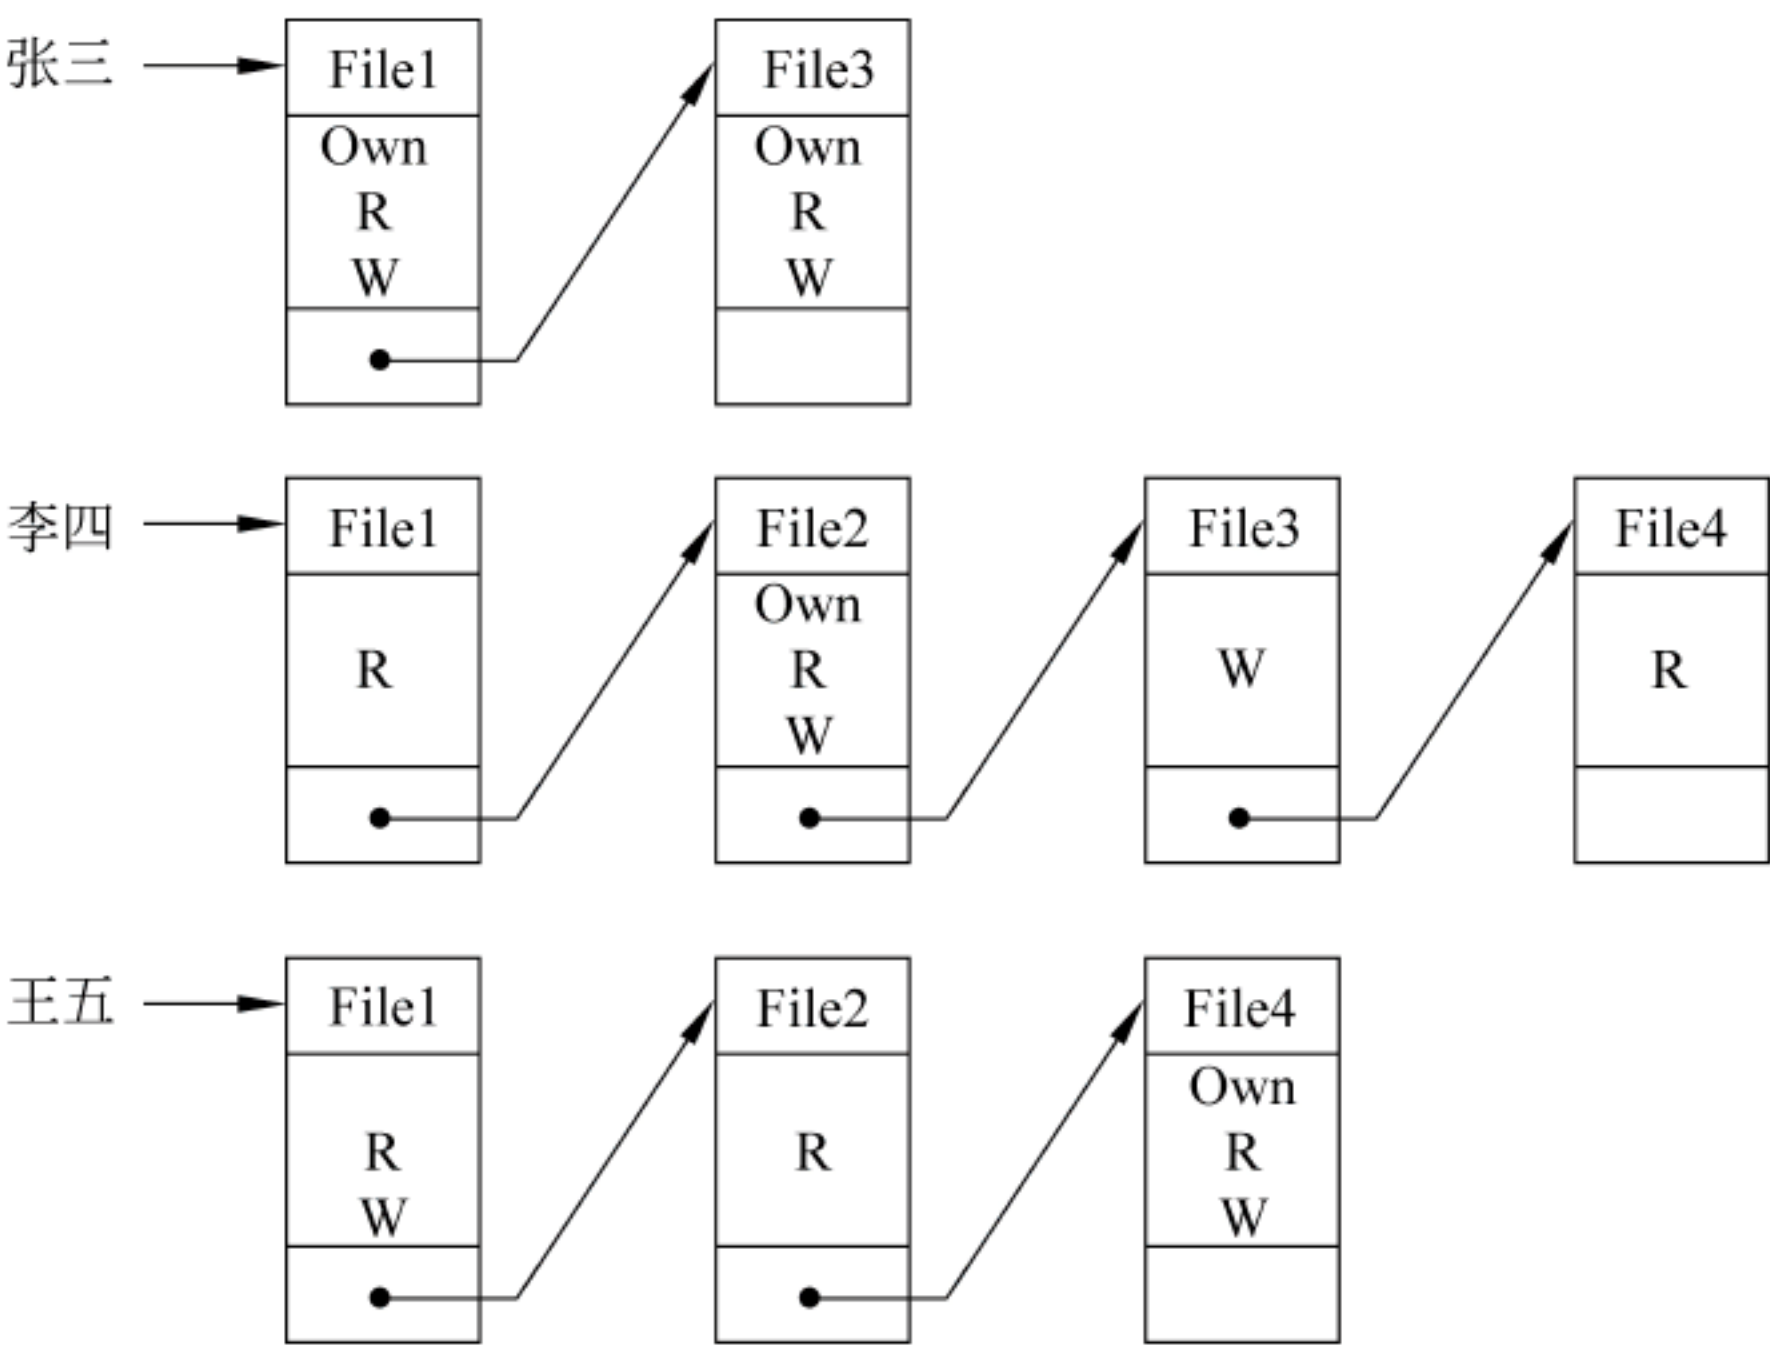 张三 File1 File3
Own Own
R R
W W
李四 File1 File2 File3 File4
Own
R R W R
W
王五 File1 File2 File4
Own
R R R
W W